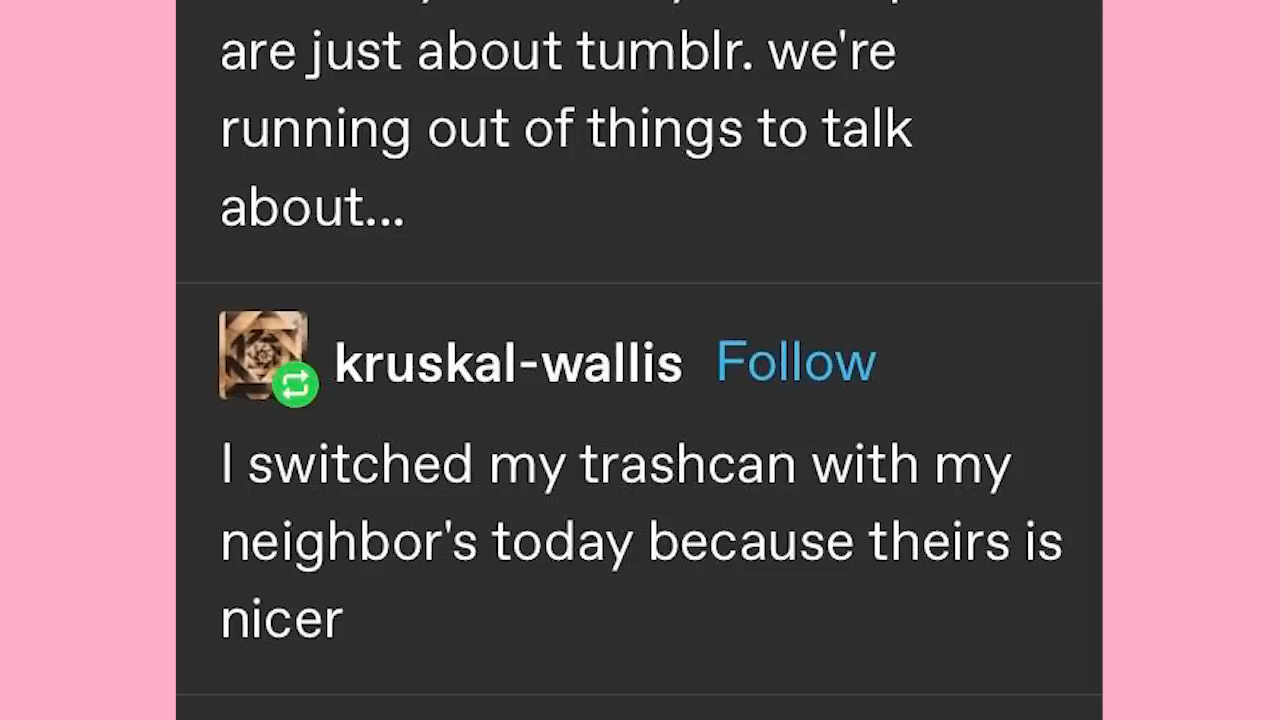 are just about tumblr. we're
running out of things to talk
about...
kruskal-wallis Follow
I switched my trashcan with my
neighbor's today because theirs is
nicer